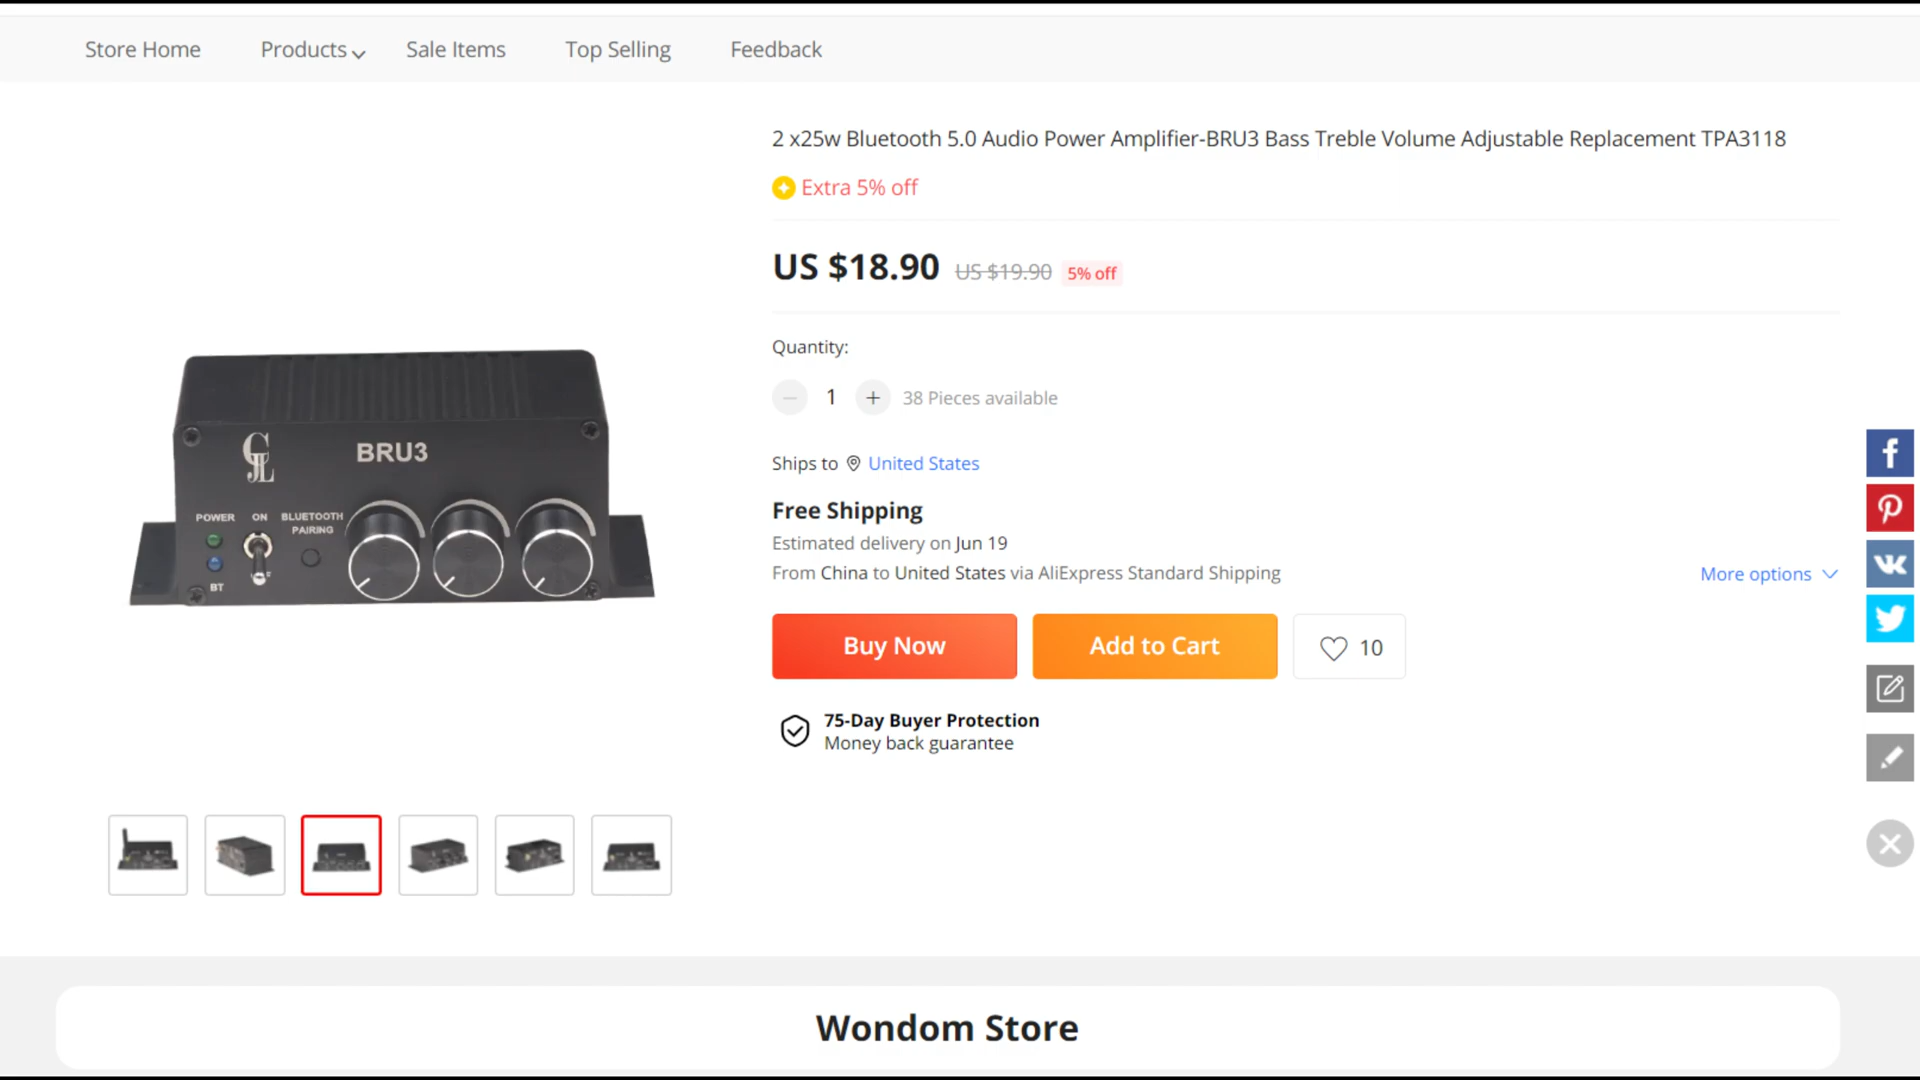 Store Home
Products
Sale Items
Top Selling
Feedback
2 x25w Bluetooth 5.0 Audio Power Amplifier-BRU3 Bass Treble Volume Adjustable Replacement TPA3118
Extra 5% off
US $18.90 US $19.90 5% off
Quantity:
1 38 Pieces available
Ships to United States
Free Shipping
Estimated delivery on Jun 19
From China to United States via AliExpress Standard Shipping
More options
Buy Now
Add to Cart
10
75-Day Buyer Protection
Money back guarantee
BRU3
POWER ON BLUETOOTH
PAIRING
BT
Wondom Store